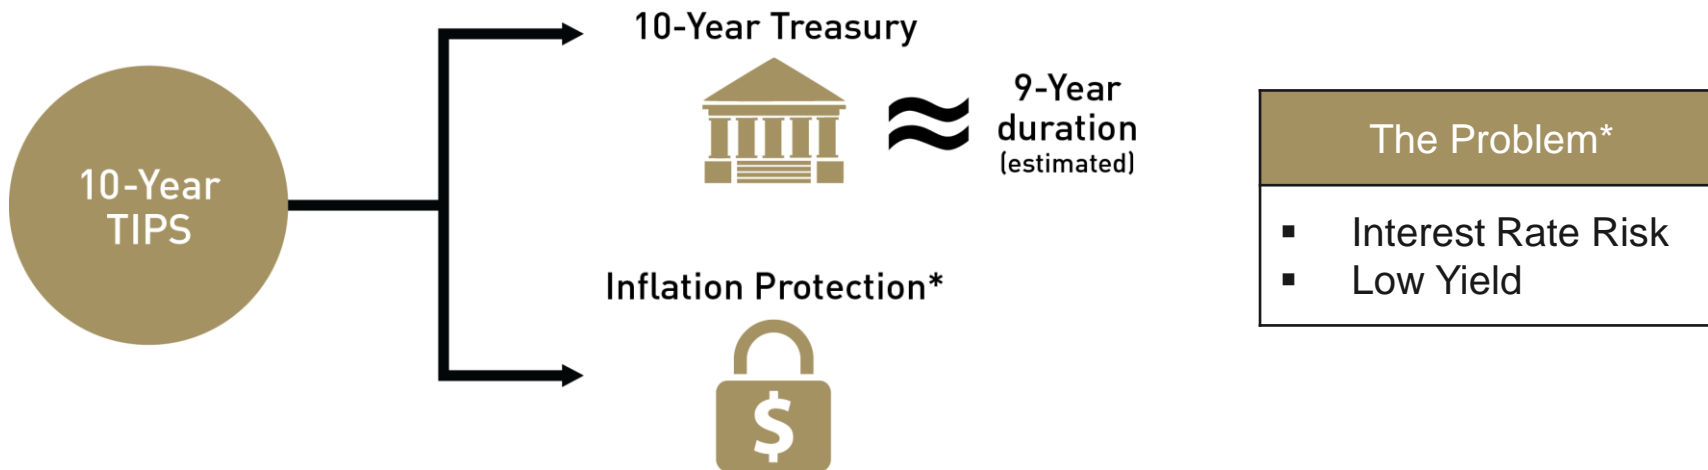 10-Year
TIPS
10-Year Treasury
9-Year
duration
(estimated)
Inflation Protection*
$
The Problem*
▪ Interest Rate Risk
▪ Low Yield